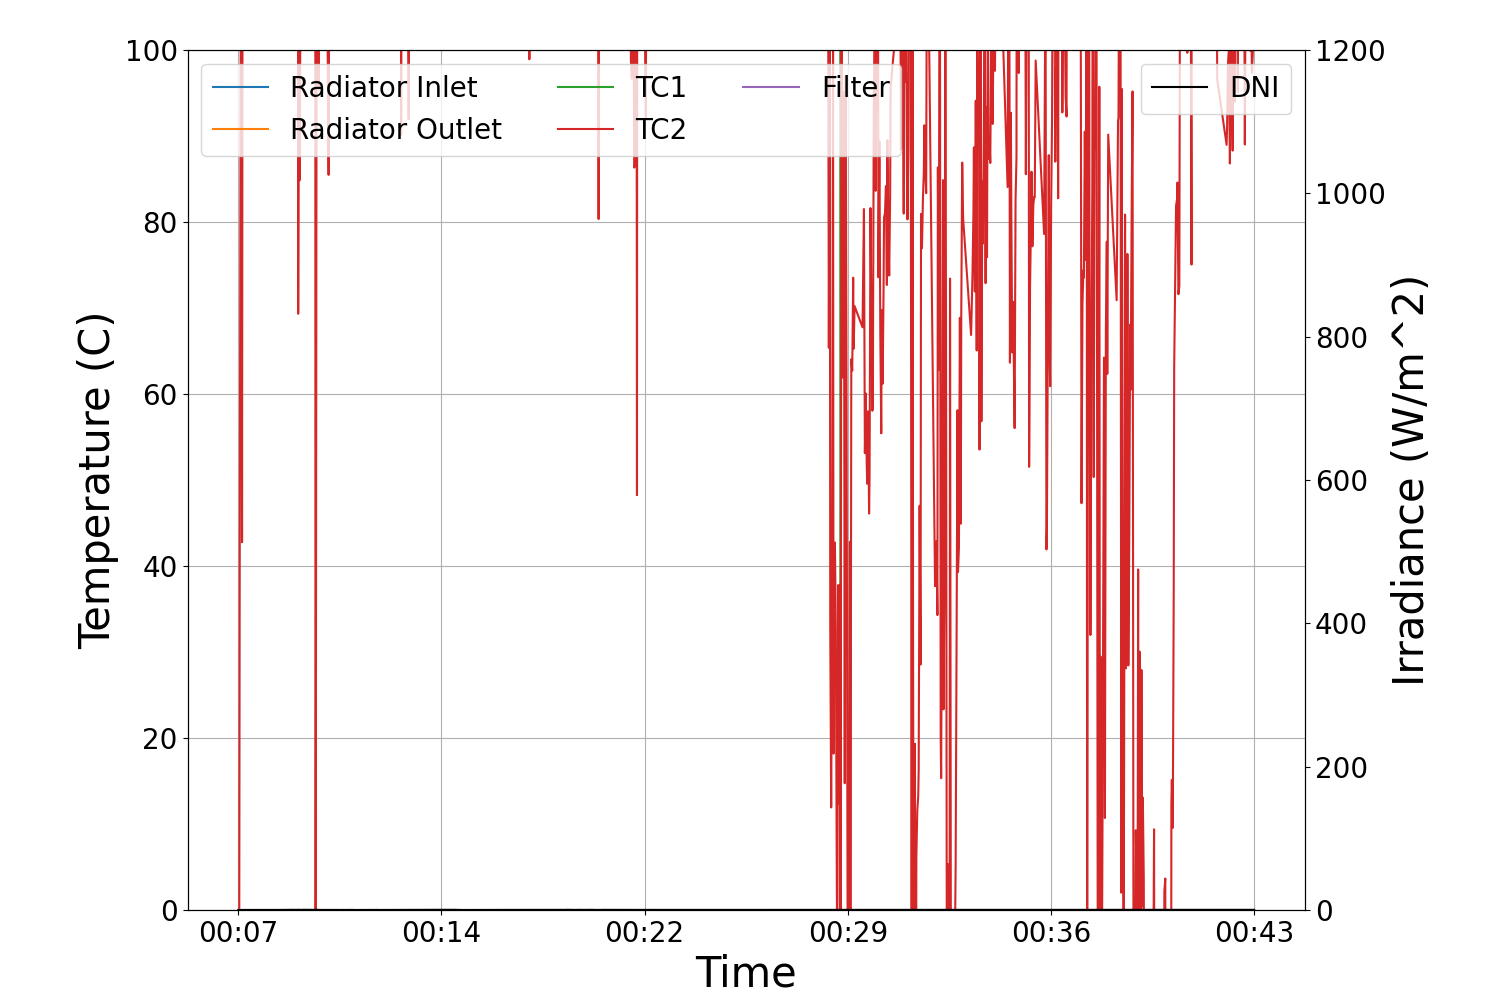 Radiator Inlet
Radiator Outlet
TC1
TC2
Filter
DNI
100
80
60
40
20
0
Temperature (C)
1200
1000
800
600
400
200
0
Irradiance (W/m^2)
00:07 00:14 00:22 00:29 00:36 00:43
Time